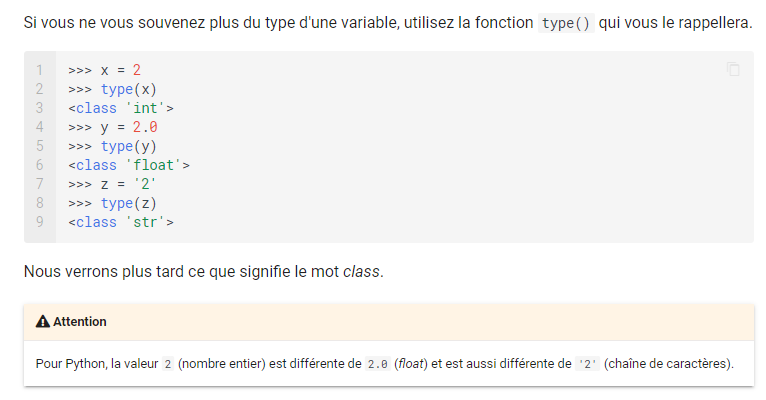 Si vous ne vous souvenez plus du type d'une variable, utilisez la fonction type() qui vous le rappellera.
1 >>> x = 2
2 >>> type(x)
3 <class 'int'>
4 >>> y = 2.0
5 >>> type(y)
6 <class 'float'>
7 >>> z = '2'
8 >>> type(z)
9 <class 'str'>
Nous verrons plus tard ce que signifie le mot class.
Attention
Pour Python, la valeur 2 (nombre entier) est différente de 2.0 (float) et est aussi différente de '2' (chaîne de caractères).